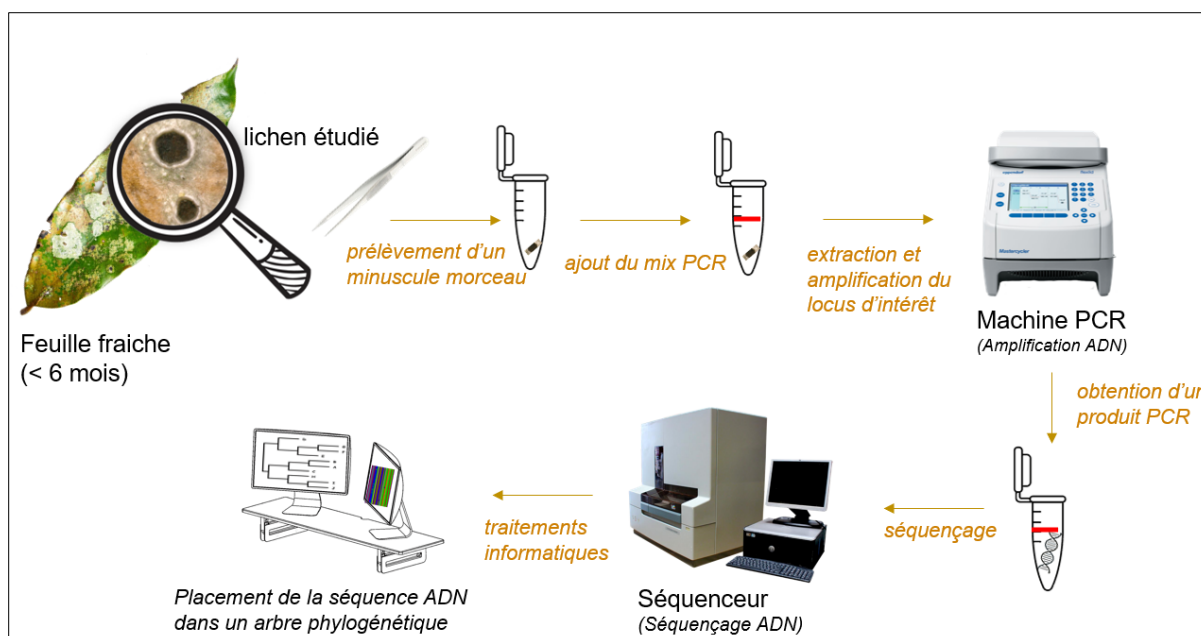 lichen étudié
prélèvement d’un
minuscule morceau
ajout du mix PCR
extraction et
amplification du
locus d’intérêt
Feuille fraiche
(< 6 mois)
Machine PCR
(Amplification ADN)
obtention d’un
produit PCR
séquençage
Séquenceur
(Séquençage ADN)
traitements
informatiques
Placement de la séquence ADN
dans un arbre phylogénétique